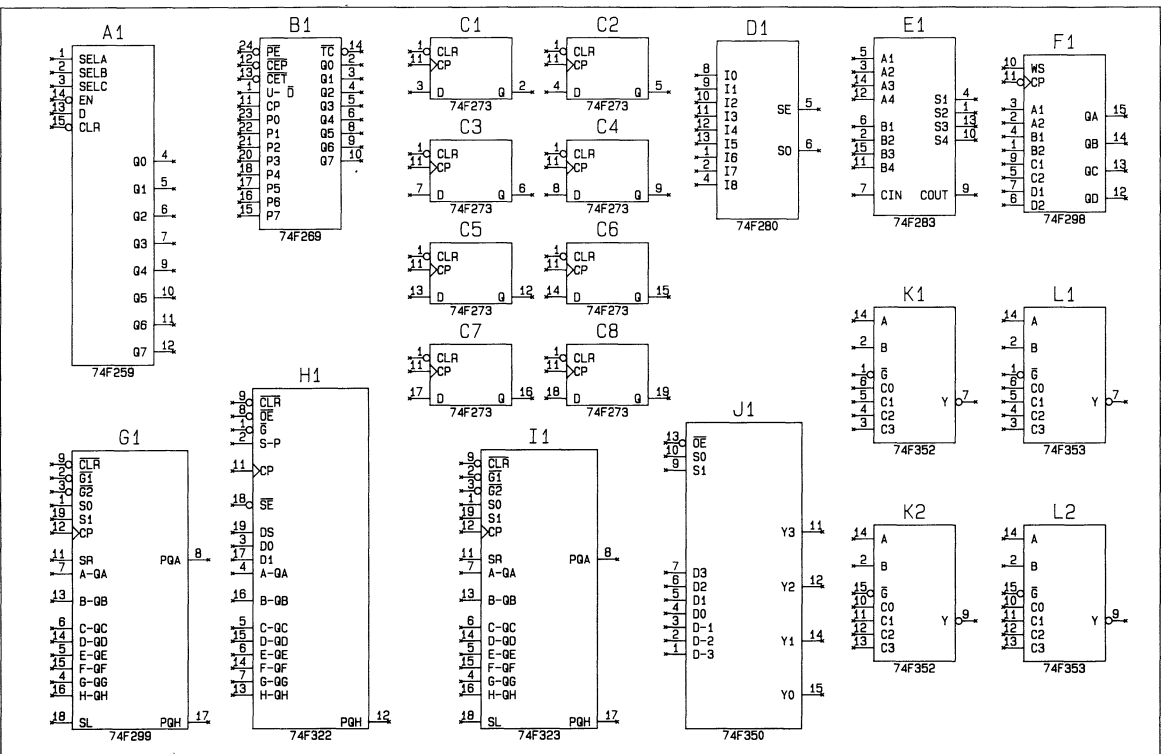 A1
1 SELA
2 SELB
3 SELC
14 EN
13 D
15 CLR
Q0 4
Q1 5
Q2 6
Q3 7
Q4 9
Q5 10
Q6 11
Q7 12
74F259
B1
24 PE TC 14
12 CEP Q0 2
13 CET Q1 3
1 U-D Q2 4
11 CP Q3 5
23 P0 Q4 6
22 P1 Q5 8
21 P2 Q6 9
20 P3 Q7 10
18 P4
17 P5
16 P6
15 P7
74F269
C1
1 CLR
11 CP
3 D Q 2
74F273
C2
1 CLR
11 CP
4 D Q 5
74F273
C3
1 CLR
11 CP
7 D Q 6
74F273
C4
1 CLR
11 CP
8 D Q 9
74F273
C5
1 CLR
11 CP
13 D Q 12
74F273
C6
1 CLR
11 CP
14 D Q 15
74F273
C7
1 CLR
11 CP
17 D Q 16
74F273
C8
1 CLR
11 CP
18 D Q 19
74F273
D1
8 I0
9 I1
10 I2
11 I3
12 I4
13 I5
1 I6
2 I7
4 I8
SE 5
SO 6
74F280
E1
5 A1
3 A2
14 A3
12 A4
S1 4
S2 1
S3 13
S4 10
6 B1
2 B2
15 B3
11 B4
7 CIN COUT 9
74F283
F1
10 WS
11 CP
3 A1
2 A2
4 B1
1 B2
9 C1
5 C2
7 D1
6 D2
QA 15
QB 14
QC 13
QD 12
74F298
G1
9 CLR
2 G1
3 G2
1 S0
19 S1
12 CP
11 SR PQA 8
7 A-QA
13 B-QB
6 C-QC
14 D-QD
5 E-QE
15 F-QF
4 G-QG
16 H-QH
18 SL PQH 17
74F299
H1
9 CLR
8 OE
1 G
2 S-P
11 CP
18 SE
19 DS
3 D0
17 D1
4 A-QA
16 B-QB
5 C-QC
15 D-QD
6 E-QE
14 F-QF
7 G-QG
13 H-QH
PQH 12
74F322
I1
9 CLR
2 G1
3 G2
1 S0
19 S1
12 CP
11 SR PQA 8
7 A-QA
13 B-QB
6 C-QC
14 D-QD
5 E-QE
15 F-QF
4 G-QG
16 H-QH
18 SL PQH 17
74F323
J1
13 OE
10 S0
9 S1
Y3 11
7 D3
6 D2
5 D1
4 D0
3 D-1
2 D-2
1 D-3
Y2 12
Y1 14
Y0 15
74F350
K1
14 A
2 B
1 G
6 C0
5 C1
4 C2
3 C3
Y 7
74F352
L1
14 A
2 B
1 G
6 C0
5 C1
4 C2
3 C3
Y 7
74F353
K2
14 A
2 B
15 G
10 C0
11 C1
12 C2
13 C3
Y 9
74F352
L2
14 A
2 B
15 G
10 C0
11 C1
12 C2
13 C3
Y 9
74F353